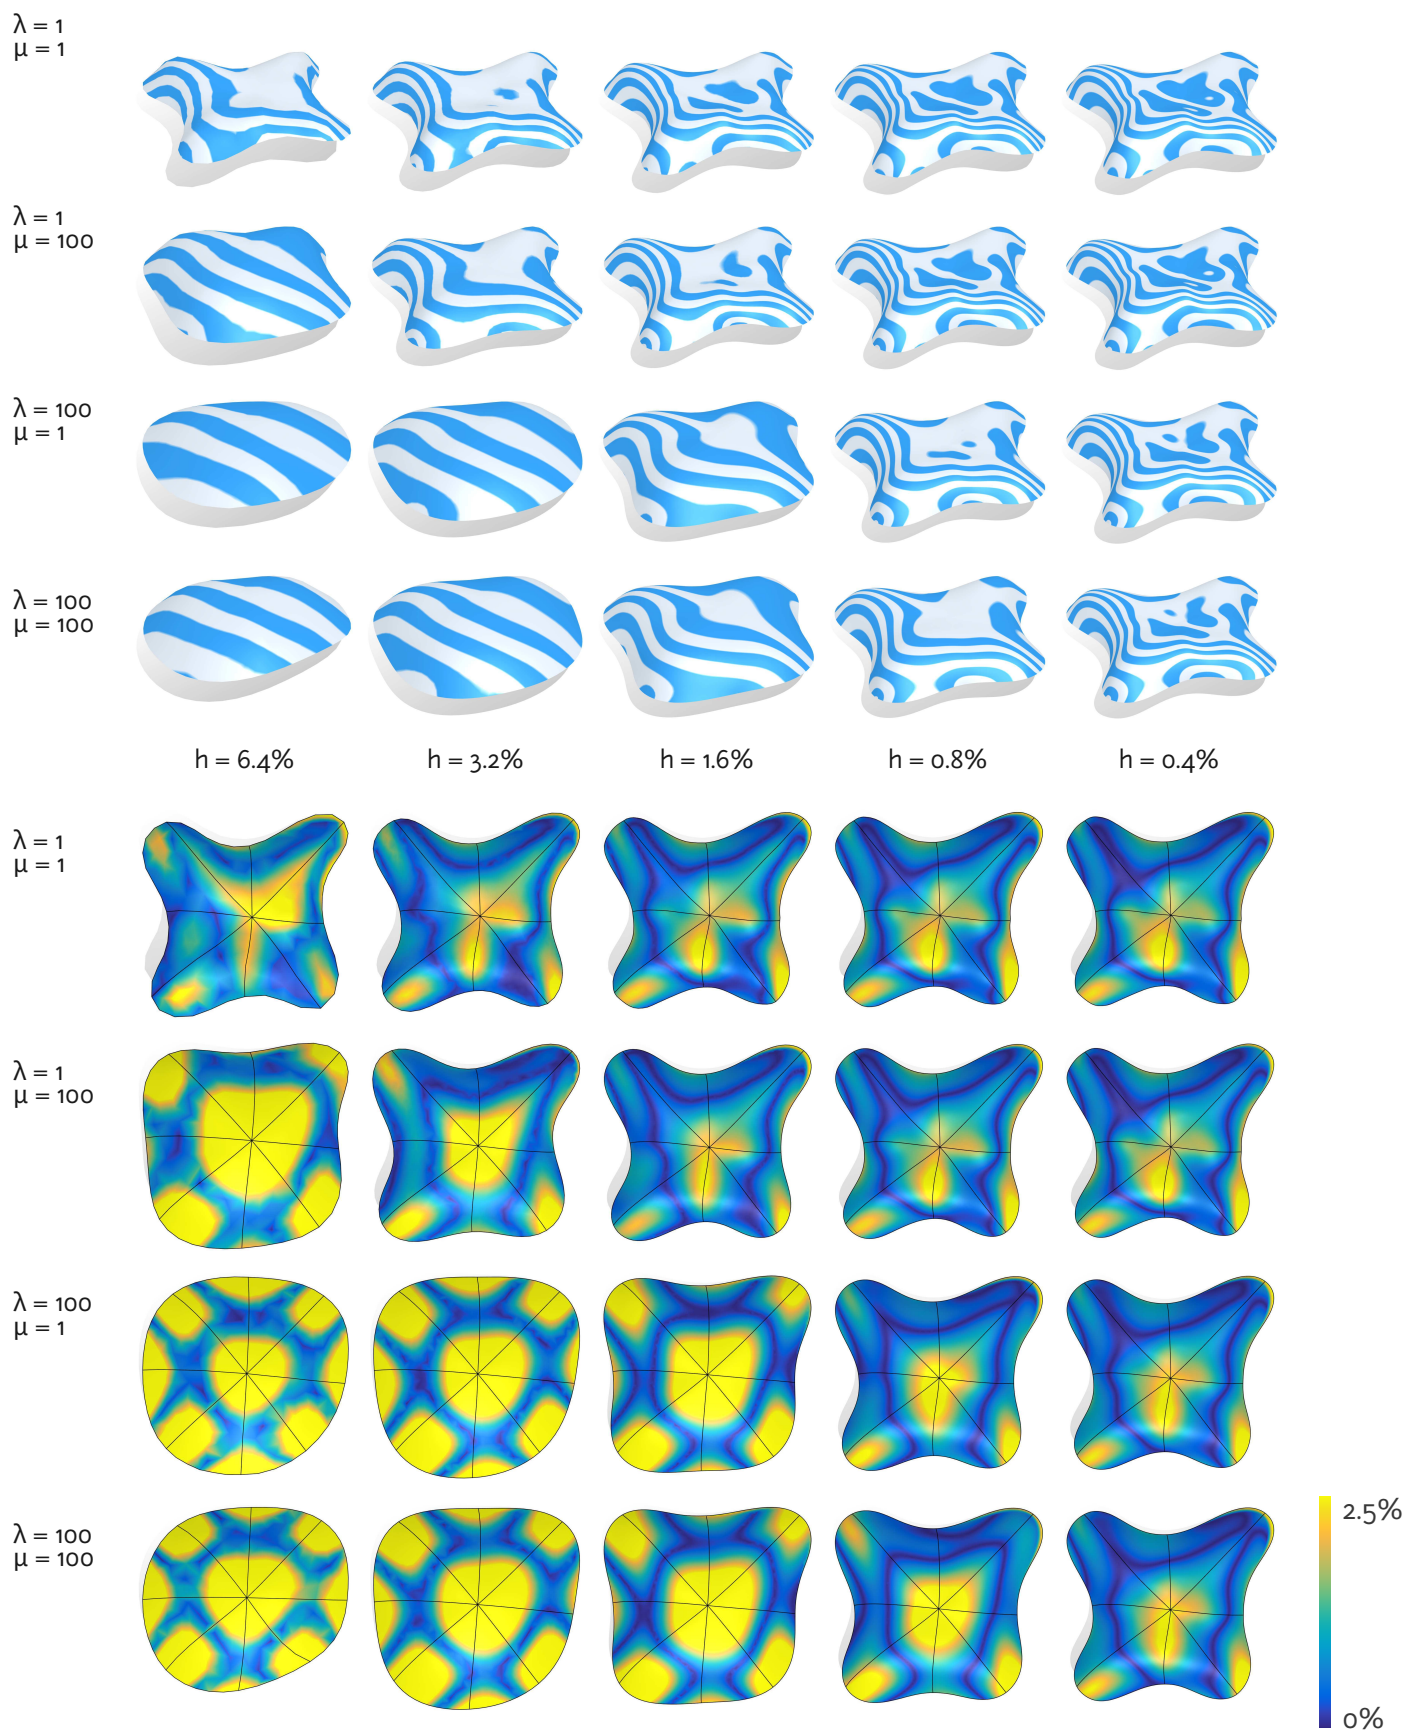 λ = 1
μ = 1
λ = 1
μ = 100
λ = 100
μ = 1
λ = 100
μ = 100
h = 6.4% h = 3.2% h = 1.6% h = 0.8% h = 0.4%
λ = 1
μ = 1
λ = 1
μ = 100
λ = 100
μ = 1
λ = 100
μ = 100
2.5%
0%